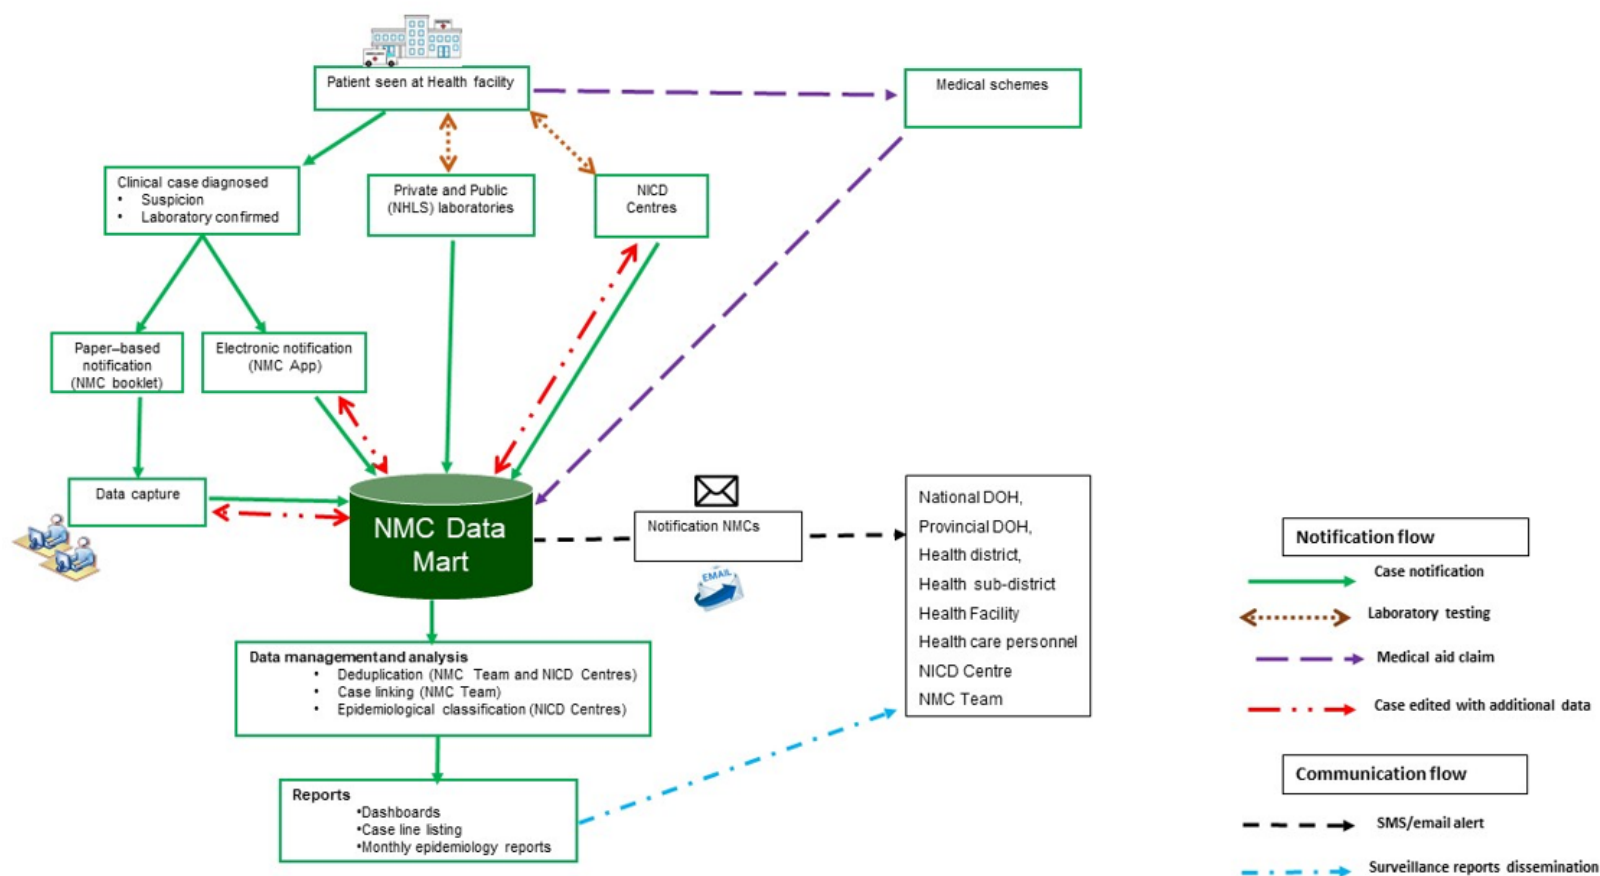 Patient seen at Health facility
Medical schemes
Clinical case diagnosed
• Suspicion
• Laboratory confirmed
Private and Public
(NHLS) laboratories
NICD
Centres
Paper–based
notification
(NMC booklet)
Electronic notification
(NMC App)
Data capture
NMC Data
Mart
Notification NMCs
EMAIL
National DOH,
Provincial DOH,
Health district,
Health sub-district
Health Facility
Health care personnel
NICD Centre
NMC Team
Data management and analysis
• Deduplication (NMC Team and NICD Centres)
• Case linking (NMC Team)
• Epidemiological classification (NICD Centres)
Reports
•Dashboards
•Case line listing
•Monthly epidemiology reports
Notification flow
Case notification
Laboratory testing
Medical aid claim
Case edited with additional data
Communication flow
SMS/email alert
Surveillance reports dissemination